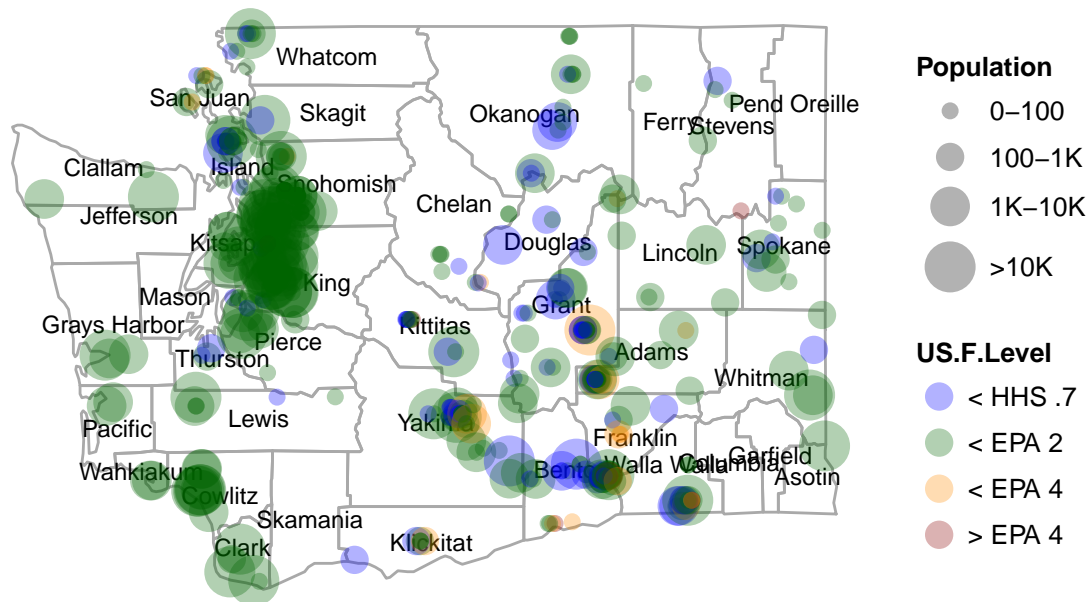 Whatcom
San Juan
Skagit
Okanogan
Ferry
Stevens
Pend Oreille
Clallam
Island
Snohomish
Jefferson
Chelan
Kitsap
Douglas
Lincoln
Spokane
King
Mason
Grant
Grays Harbor
Kittitas
Pierce
Thurston
Adams
Whitman
Lewis
Pacific
Yakima
Franklin
Wahkiakum
Benton
Walla Walla
Columbia
Garfield
Asotin
Cowlitz
Skamania
Clark
Klickitat
Population
0−100
100−1K
1K−10K
>10K
US.F.Level
< HHS .7
< EPA 2
< EPA 4
> EPA 4